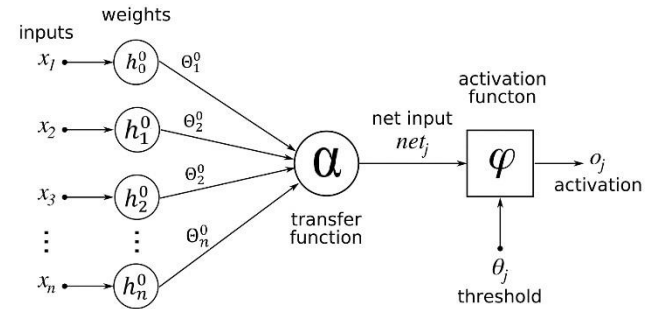 weights
inputs
x₁ h₀⁰ Θ₁⁰
activation
functon
x₂ h₁⁰ Θ₂⁰
net input
netⱼ
α
φ
oⱼ
activation
x₃ h₂⁰ Θ₂⁰
transfer
function
⋮ ⋮ Θₙ⁰
θⱼ
threshold
xₙ hₙ⁰